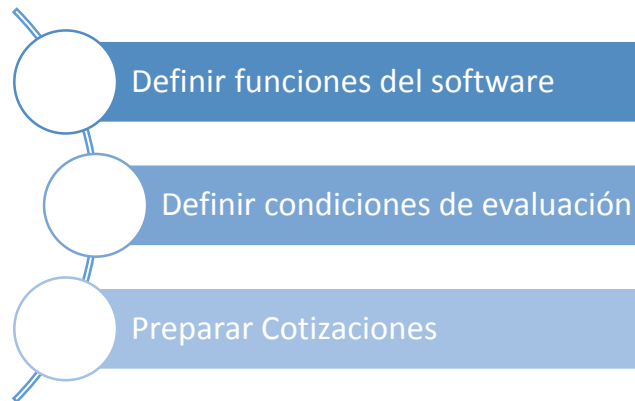 Definir funciones del software
Definir condiciones de evaluación
Preparar Cotizaciones